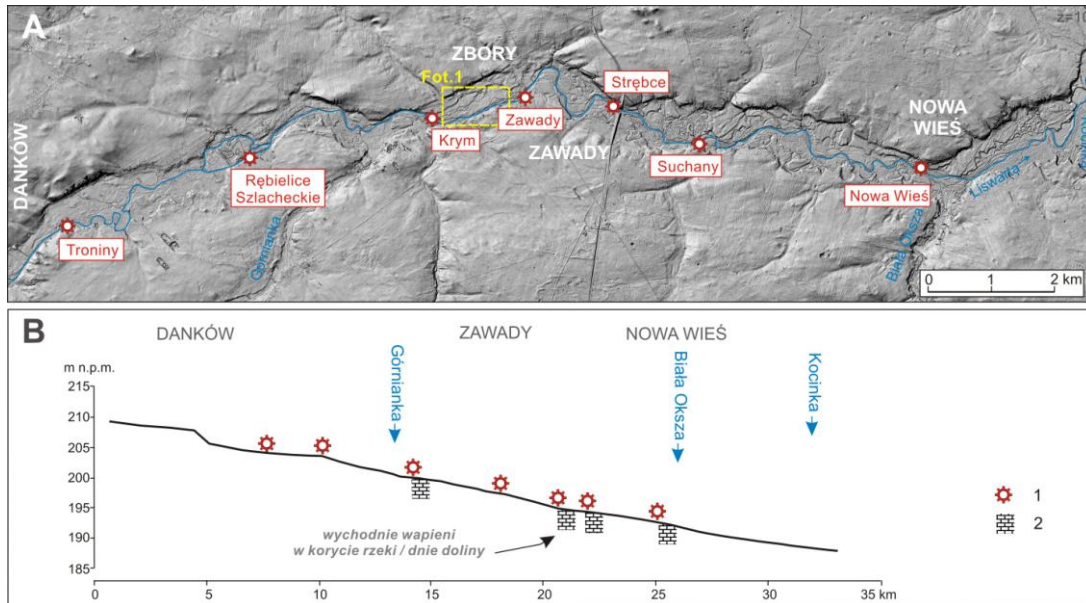 A
z=10
ZBORY
Fot.1
Strębce
DANKÓW
NOWA
WIEŚ
Zawady
Krym
ZAWADY
Rębielice
Szlacheckie
Suchany
Nowa Wieś
Liswarta
Troniny
Górnianka
Biała Oksza
0 1 2 km
B
DANKÓW ZAWADY NOWA WIEŚ
Górnianka
Biała Oksza
Kocinka
m n.p.m.
215
210
205
200
195
190
185
wychodnie wapieni
w korycie rzeki / dnie doliny
1
2
0 5 10 15 20 25 30 35 km